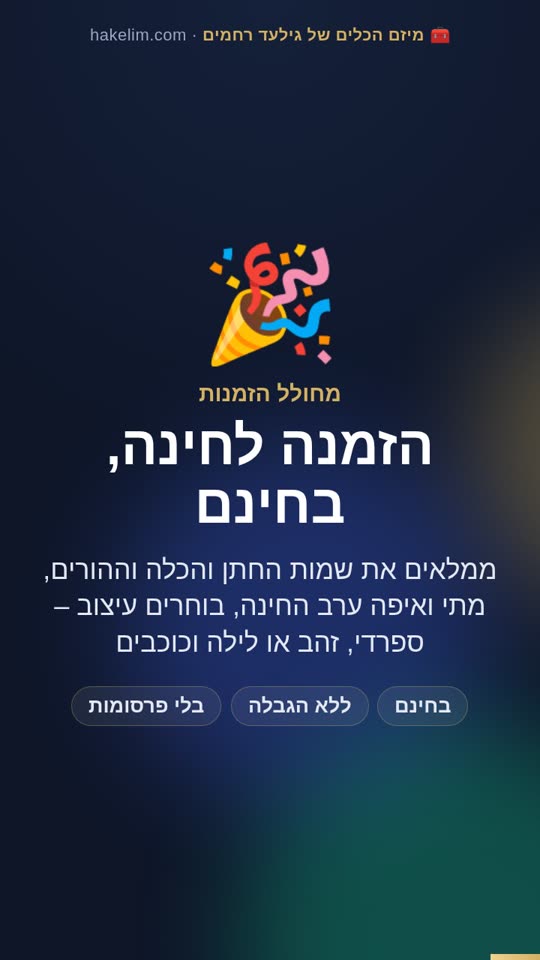 🧰 מיזם הכלים של גילעד רחמים · hakelim.com
מחולל הזמנות
הזמנה לחינה,
בחינם
ממלאים את שמות החתן והכלה וההורים,
מתי ואיפה ערב החינה, בוחרים עיצוב –
ספרדי, זהב או לילה וכוכבים
בחינם
ללא הגבלה
בלי פרסומות